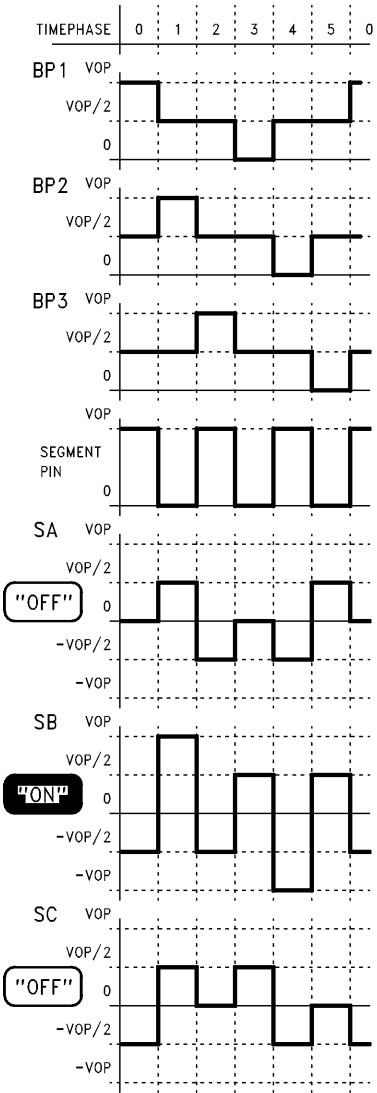 TIMEPHASE 0 1 2 3 4 5 0
BP1 VOP
VOP/2
0
BP2 VOP
VOP/2
0
BP3 VOP
VOP/2
0
VOP
SEGMENT
PIN
0
SA VOP
VOP/2
"OFF" 0
-VOP/2
-VOP
SB VOP
VOP/2
"ON" 0
-VOP/2
-VOP
SC VOP
VOP/2
"OFF" 0
-VOP/2
-VOP